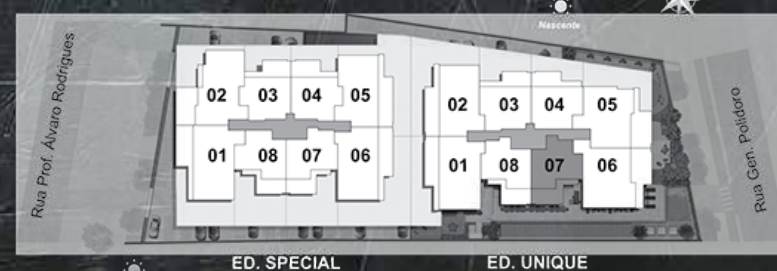 Nascente
Rua Prof. Álvaro Rodrigues
02 03 04 05
01 08 07 06
02 03 04 05
01 08 07 06
Rua Gen. Polidoro
ED. SPECIAL
ED. UNIQUE